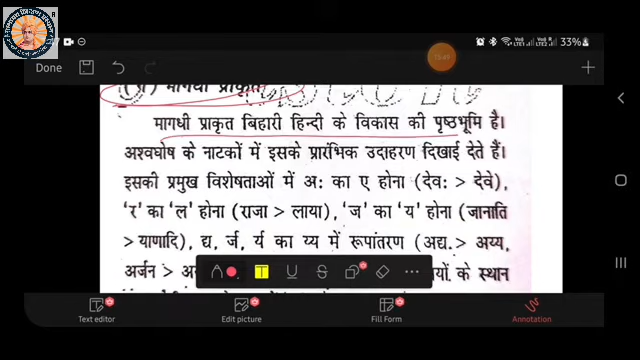 33%
Done
मागधी प्राकृत
मागधी प्राकृत बिहारी हिन्दी के विकास की पृष्ठभूमि है।
अश्वघोष के नाटकों में इसके प्रारंभिक उदाहरण दिखाई देते हैं।
इसकी प्रमुख विशेषताओं में अः का ए होना (देव: > देवे),
'र' का 'ल' होना (राजा > लाया), 'ज' का 'य' होना (जानाति
> याणादि), द्य, र्ज, र्य का य्य में रूपांतरण (अद्य. > अय्य,
अर्जन > के स्थान
Text editor
Edit picture
Fill Form
Annotation